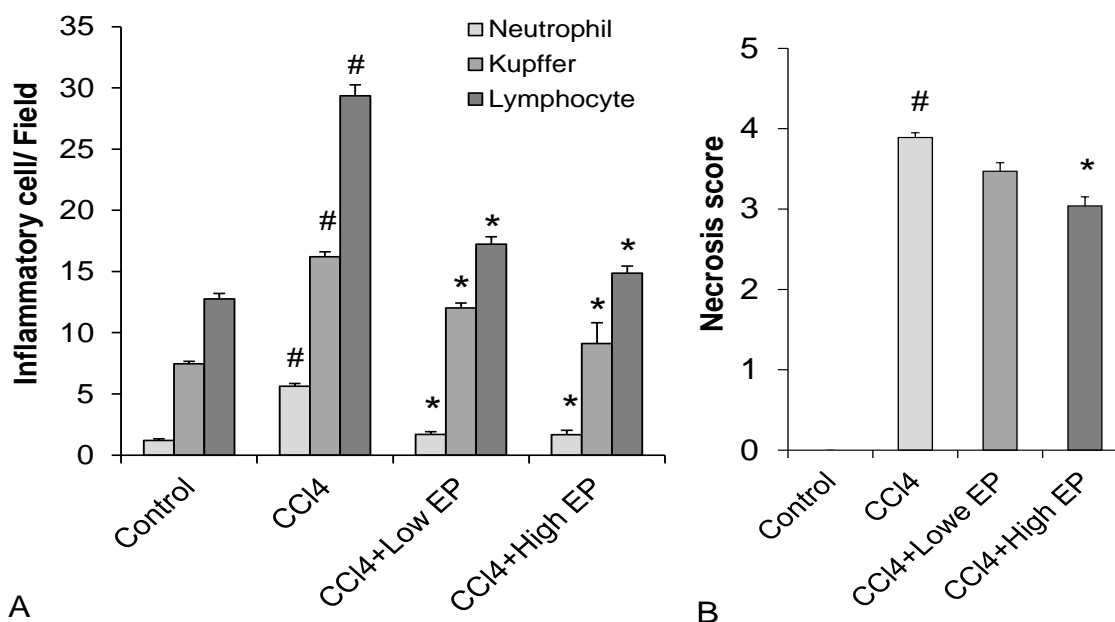 Inflammatory cell/ Field
35
30
25
20
15
10
5
0
Neutrophil
Kupffer
Lymphocyte
#
#
#
*
*
*
*
*
*
Control
CCl4
CCl4+Low EP
CCl4+High EP
A
Necrosis score
5
4
3
2
1
0
#
*
Control
CCl4
CCl4+Lowe EP
CCl4+High EP
B